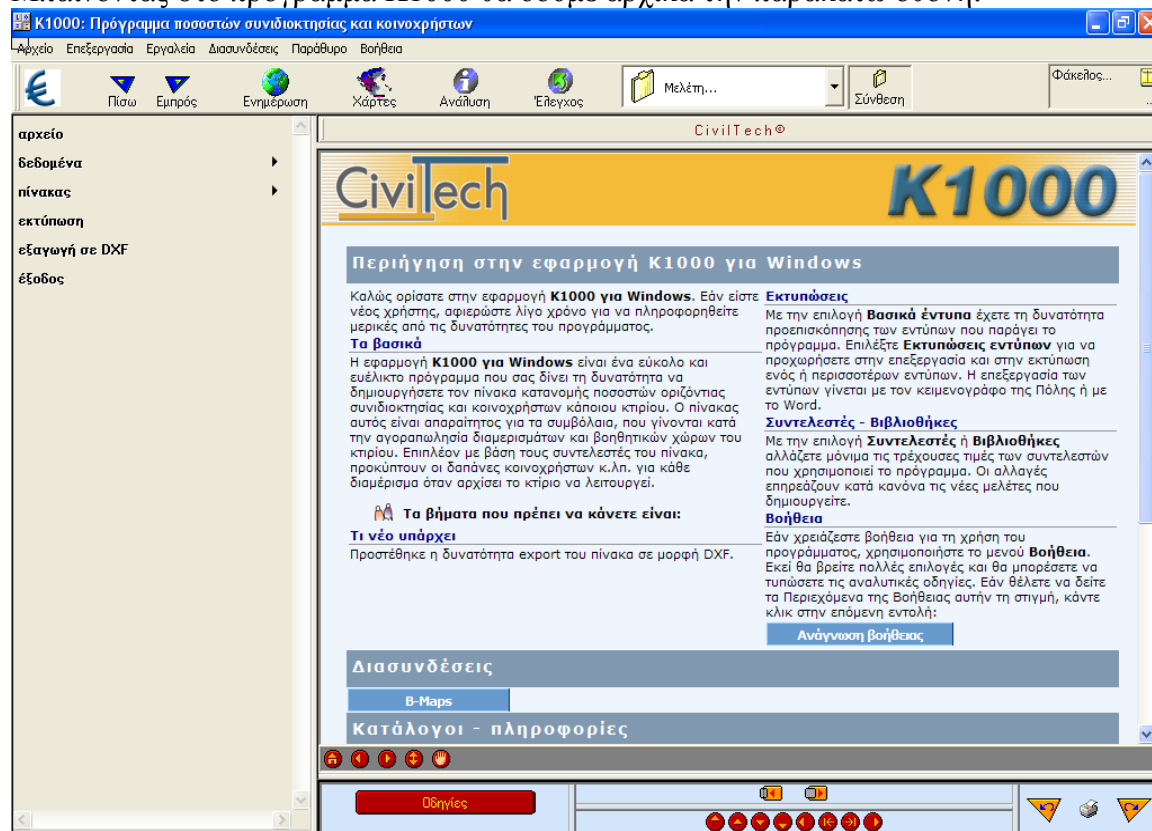 Μπαίνοντας στο πρόγραμμα Κ1000 θα δούμε αρχικά την παρακάτω οθόνη:
K1000: Πρόγραμμα ποσοστών συνιδιοκτησίας και κοινοχρήστων
Αρχείο Επεξεργασία Εργαλεία Διασυνδέσεις Παράθυρο Βοήθεια
Πίσω Εμπρός Ενημέρωση Χάρτες Ανάλυση Έλεγχος Μελέτη... Σύνθεση Φάκελος...
αρχείο
δεδομένα
πίνακας
εκτύπωση
εξαγωγή σε DXF
έξοδος
CivilTech©
CivilTech K1000
Περιήγηση στην εφαρμογή Κ1000 για Windows
Καλώς ορίσατε στην εφαρμογή Κ1000 για Windows. Εάν είστε
νέος χρήστης, αφιερώστε λίγο χρόνο για να πληροφορηθείτε
μερικές από τις δυνατότητες του προγράμματος.
Τα βασικά
Η εφαρμογή Κ1000 για Windows είναι ένα εύκολο και
ευέλικτο πρόγραμμα που σας δίνει τη δυνατότητα να
δημιουργήσετε τον πίνακα κατανομής ποσοστών οριζόντιας
συνιδιοκτησίας και κοινοχρήστων κάποιου κτιρίου. Ο πίνακας
αυτός είναι απαραίτητος για τα συμβόλαια, που γίνονται κατά
την αγοραπωλησία διαμερισμάτων και βοηθητικών χώρων του
κτιρίου. Επιπλέον με βάση τους συντελεστές του πίνακα,
προκύπτουν οι δαπάνες κοινοχρήστων κ.λπ. για κάθε
διαμέρισμα όταν αρχίσει το κτίριο να λειτουργεί.
Τα βήματα που πρέπει να κάνετε είναι:
Τι νέο υπάρχει
Προστέθηκε η δυνατότητα export του πίνακα σε μορφή DXF.
Εκτυπώσεις
Με την επιλογή Βασικά έντυπα έχετε τη δυνατότητα
προεπισκόπησης των εντύπων που παράγει το
πρόγραμμα. Επιλέξτε Εκτυπώσεις εντύπων για να
προχωρήσετε στην επεξεργασία και στην εκτύπωση
ενός ή περισσοτέρων εντύπων. Η επεξεργασία των
εντύπων γίνεται με τον κειμενογράφο της Πόλης ή με
το Word.
Συντελεστές - Βιβλιοθήκες
Με την επιλογή Συντελεστές ή Βιβλιοθήκες
αλλάζετε μόνιμα τις τρέχουσες τιμές των συντελεστών
που χρησιμοποιεί το πρόγραμμα. Οι αλλαγές
επηρεάζουν κατά κανόνα τις νέες μελέτες που
δημιουργείτε.
Βοήθεια
Εάν χρειάζεστε βοήθεια για τη χρήση του
προγράμματος, χρησιμοποιήστε το μενού Βοήθεια.
Εκεί θα βρείτε πολλές επιλογές και θα μπορέσετε να
τυπώσετε τις αναλυτικές οδηγίες. Εάν θέλετε να δείτε
τα Περιεχόμενα της Βοήθειας αυτήν τη στιγμή, κάντε
κλικ στην επόμενη εντολή:
Ανάγνωση βοήθειας
Διασυνδέσεις
B-Maps
Κατάλογοι - πληροφορίες
Οδηγίες